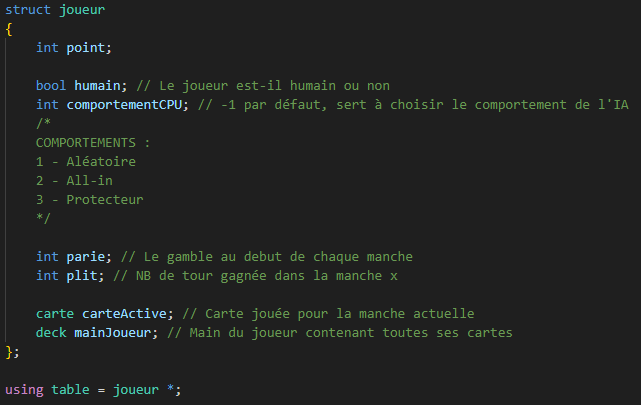 struct joueur
{
int point;
bool humain; // Le joueur est-il humain ou non
int comportementCPU; // -1 par défaut, sert à choisir le comportement de l'IA
/*
COMPORTEMENTS :
1 - Aléatoire
2 - All-in
3 - Protecteur
*/
int parie; // Le gamble au debut de chaque manche
int plit; // NB de tour gagnée dans la manche x
carte carteActive; // Carte jouée pour la manche actuelle
deck mainJoueur; // Main du joueur contenant toutes ses cartes
};
using table = joueur *;